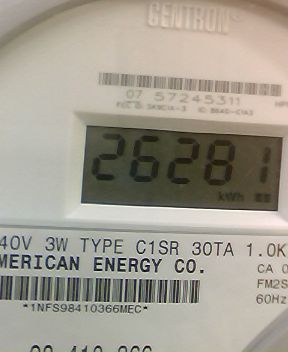 CENTRON
07 57245311
26281
kWh
40V 3W TYPE C1SR 30TA 1.0K
MERICAN ENERGY CO.
CA 0
FM2S
60Hz
*1NFS98410366MEC*